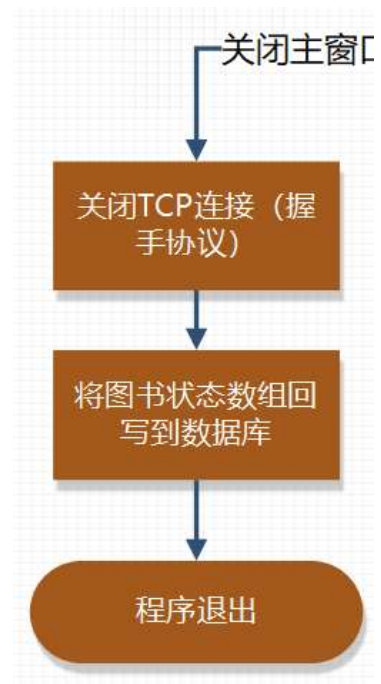 关闭主窗口
关闭TCP连接（握
手协议）
将图书状态数组回
写到数据库
程序退出